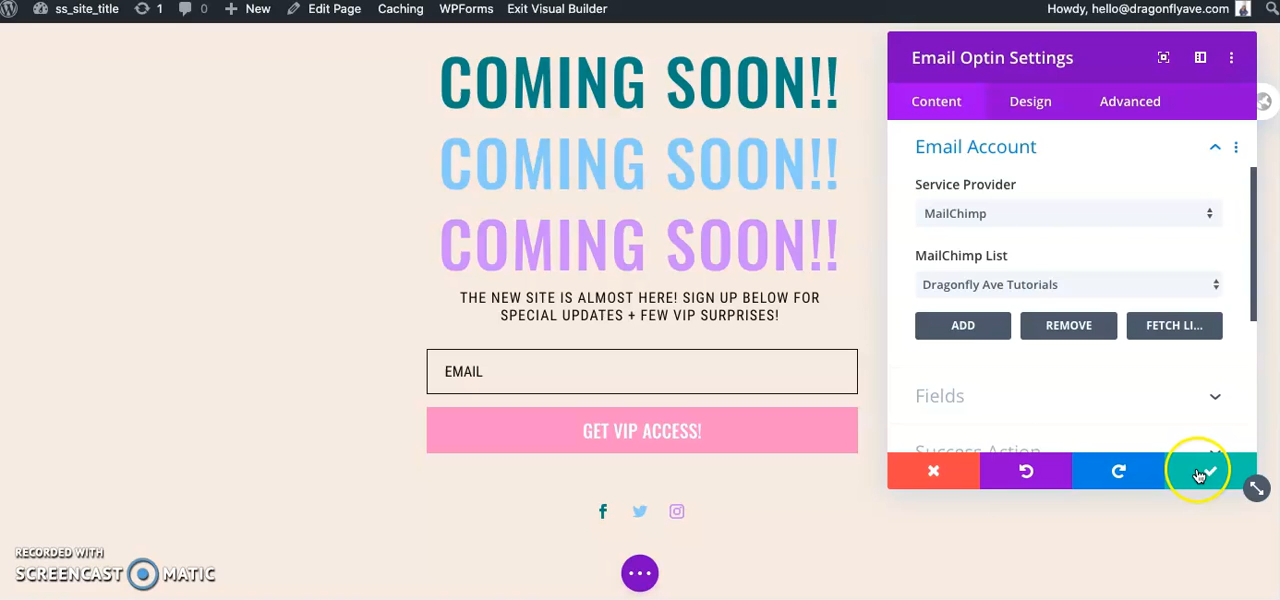 ss_site_title 1 0 New Edit Page Caching WPForms Exit Visual Builder Howdy, hello@dragonflyave.com
COMING SOON!!
COMING SOON!!
COMING SOON!!
THE NEW SITE IS ALMOST HERE! SIGN UP BELOW FOR
SPECIAL UPDATES + FEW VIP SURPRISES!
EMAIL
GET VIP ACCESS!
Email Optin Settings
Content Design Advanced
Email Account
Service Provider
MailChimp
MailChimp List
Dragonfly Ave Tutorials
ADD REMOVE FETCH LI...
Fields
Success Action
RECORDED WITH
SCREENCAST MATIC